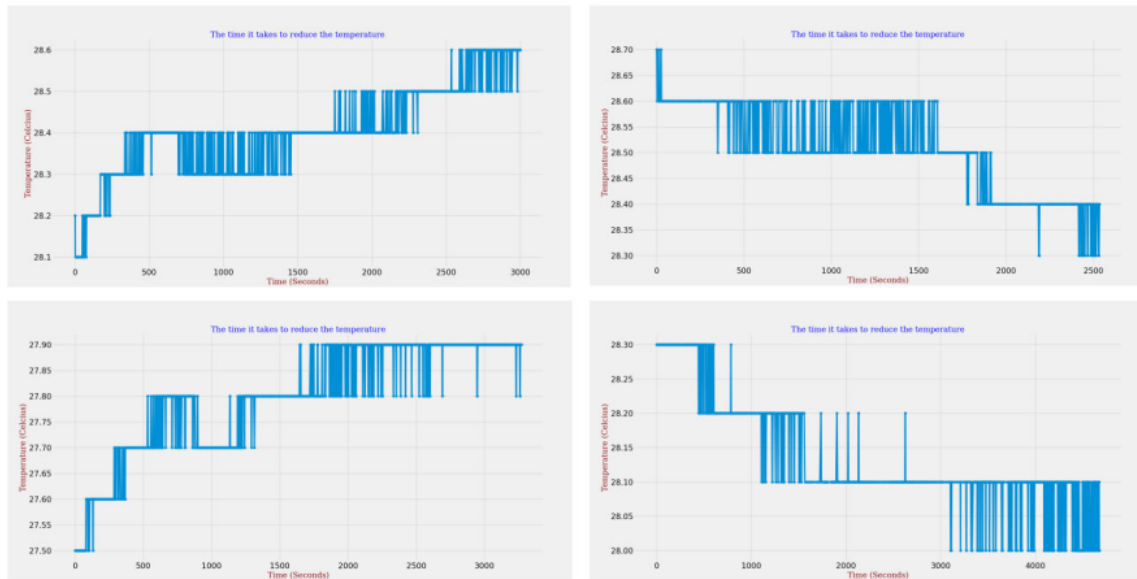 The time it takes to reduce the temperature
Temperature (Celcius)
28.6
28.5
28.4
28.3
28.2
28.1
0 500 1000 1500 2000 2500 3000
Time (Seconds)
The time it takes to reduce the temperature
Temperature (Celcius)
28.70
28.65
28.60
28.55
28.50
28.45
28.40
28.35
28.30
0 500 1000 1500 2000 2500
Time (Seconds)
The time it takes to reduce the temperature
Temperature (Celcius)
27.90
27.85
27.80
27.75
27.70
27.65
27.60
27.55
27.50
0 500 1000 1500 2000 2500 3000
Time (Seconds)
The time it takes to reduce the temperature
Temperature (Celcius)
28.30
28.25
28.20
28.15
28.10
28.05
28.00
0 1000 2000 3000 4000
Time (Seconds)